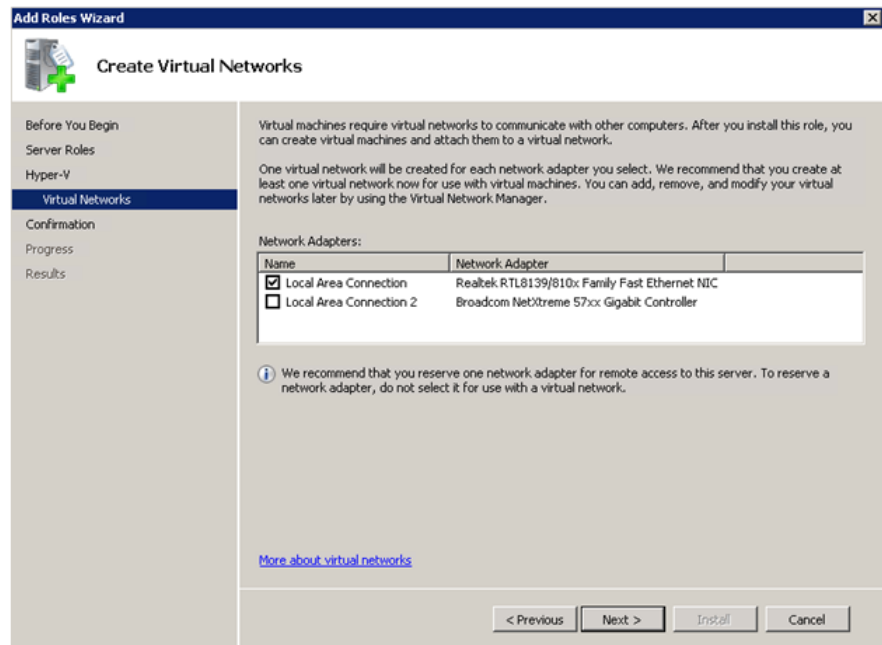 Add Roles Wizard
Create Virtual Networks
Before You Begin
Server Roles
Hyper-V
Virtual Networks
Confirmation
Progress
Results
Virtual machines require virtual networks to communicate with other computers. After you install this role, you
can create virtual machines and attach them to a virtual network.
One virtual network will be created for each network adapter you select. We recommend that you create at
least one virtual network now for use with virtual machines. You can add, remove, and modify your virtual
networks later by using the Virtual Network Manager.
Network Adapters:
Name Network Adapter
Local Area Connection Realtek RTL8139/810x Family Fast Ethernet NIC
Local Area Connection 2 Broadcom NetXtreme 57xx Gigabit Controller
We recommend that you reserve one network adapter for remote access to this server. To reserve a
network adapter, do not select it for use with a virtual network.
More about virtual networks
< Previous Next > Install Cancel